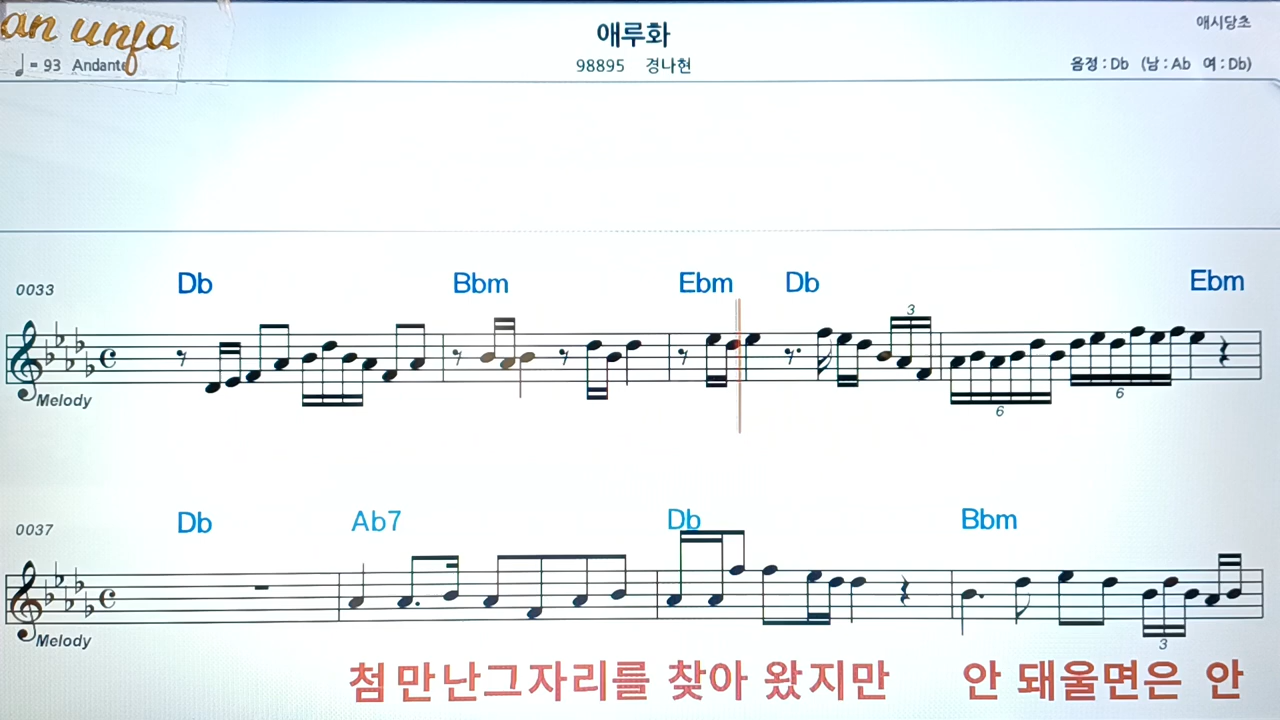 an unfa
애루화
애시당초
♩= 93 Andante
98895 경나현
음정 : Db (남 : Ab 여 : Db)
0033
Db Bbm Ebm Db Ebm
3
Melody
6 6
0037
Db Ab7 Db Bbm
Melody
3
첨만난그자리를 찾아 왔지만 안 돼울면은 안